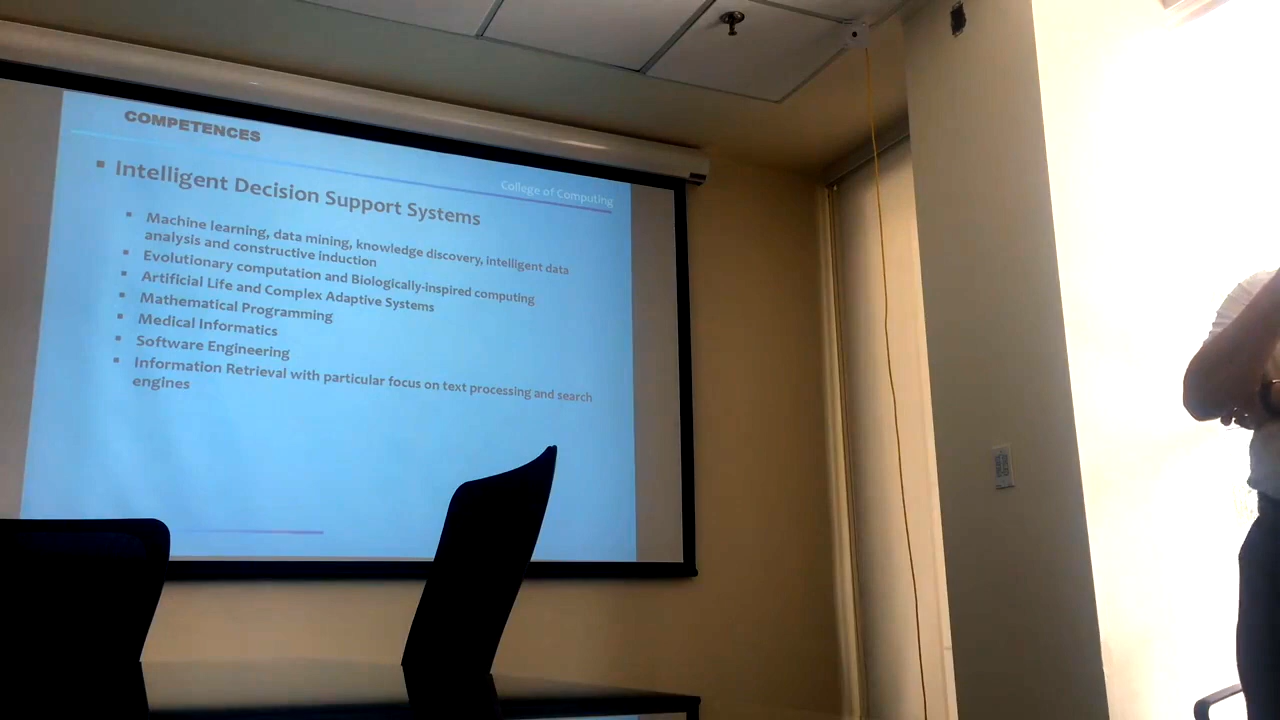 COMPETENCES
College of Computing
▪ Intelligent Decision Support Systems
▪ Machine learning, data mining, knowledge discovery, intelligent data
analysis and constructive induction
▪ Evolutionary computation and Biologically-inspired computing
▪ Artificial Life and Complex Adaptive Systems
▪ Mathematical Programming
▪ Medical Informatics
▪ Software Engineering
▪ Information Retrieval with particular focus on text processing and search
engines